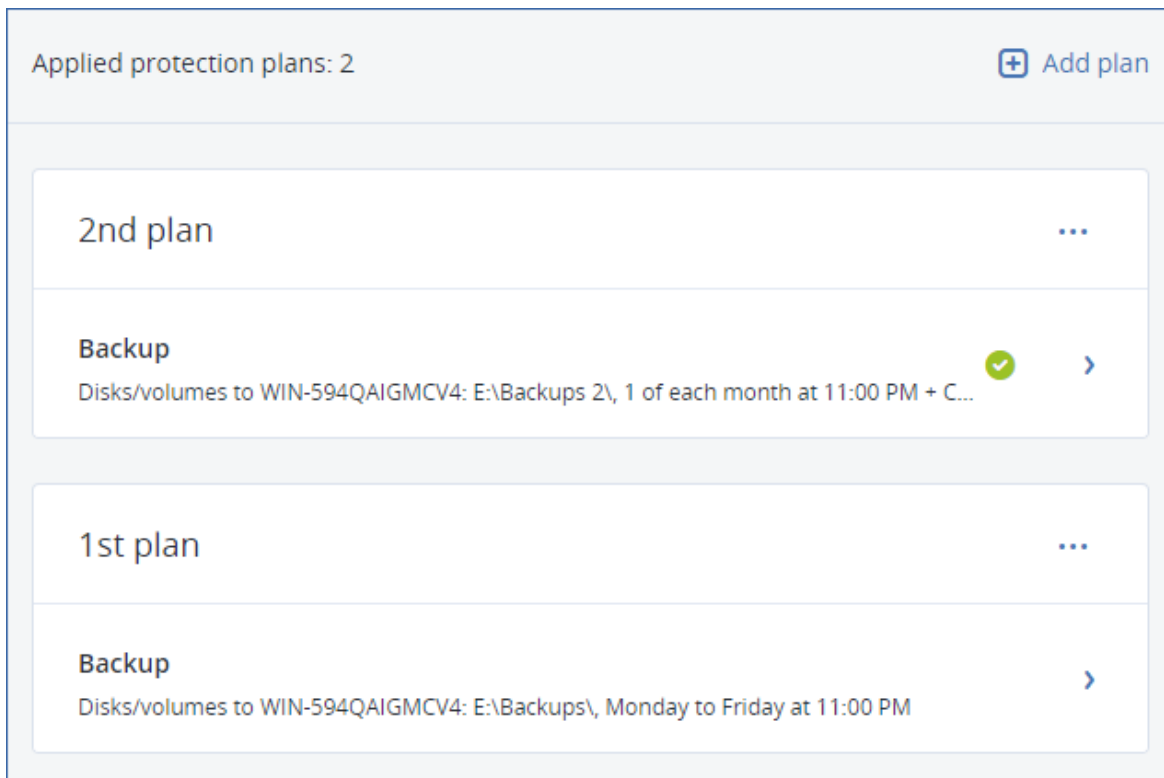 Applied protection plans: 2
Add plan
2nd plan
Backup
Disks/volumes to WIN-594QAIGMCV4: E:\Backups 2\, 1 of each month at 11:00 PM + C...
1st plan
Backup
Disks/volumes to WIN-594QAIGMCV4: E:\Backups\, Monday to Friday at 11:00 PM